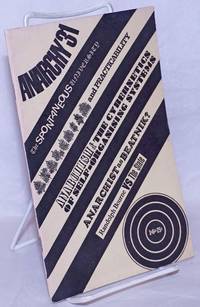 ANARCHY 31
The SPONTANEOUS UNIVERSITY
and PRACTICABILITY
ANARCHISM & THE CYBERNETICS
OF SELF-ORGANISING SYSTEMS
ANARCHIST as BEATNIK?
Randolph Bourne VS The State